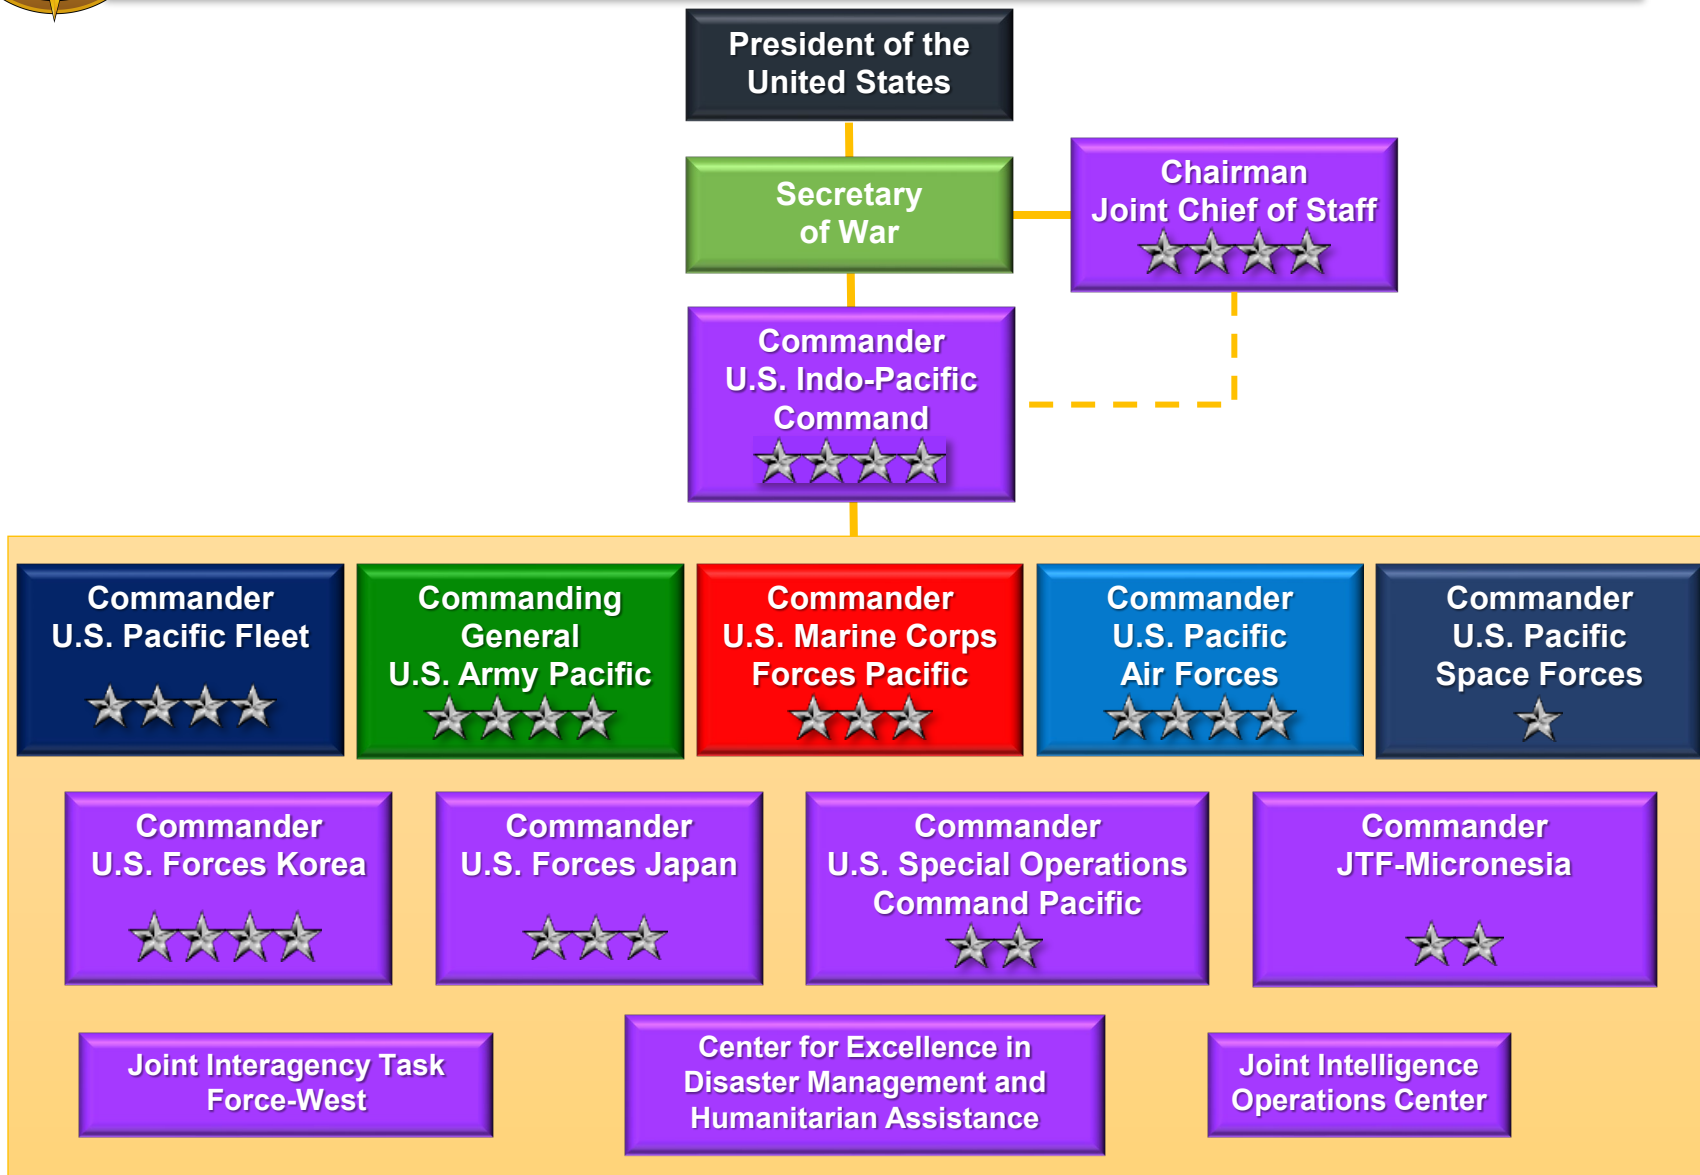 President of the
United States
Secretary
of War
Chairman
Joint Chief of Staff
Commander
U.S. Indo-Pacific
Command
Commander
U.S. Pacific Fleet
Commanding
General
U.S. Army Pacific
Commander
U.S. Marine Corps
Forces Pacific
Commander
U.S. Pacific
Air Forces
Commander
U.S. Pacific
Space Forces
Commander
U.S. Forces Korea
Commander
U.S. Forces Japan
Commander
U.S. Special Operations
Command Pacific
Commander
JTF-Micronesia
Joint Interagency Task
Force-West
Center for Excellence in
Disaster Management and
Humanitarian Assistance
Joint Intelligence
Operations Center